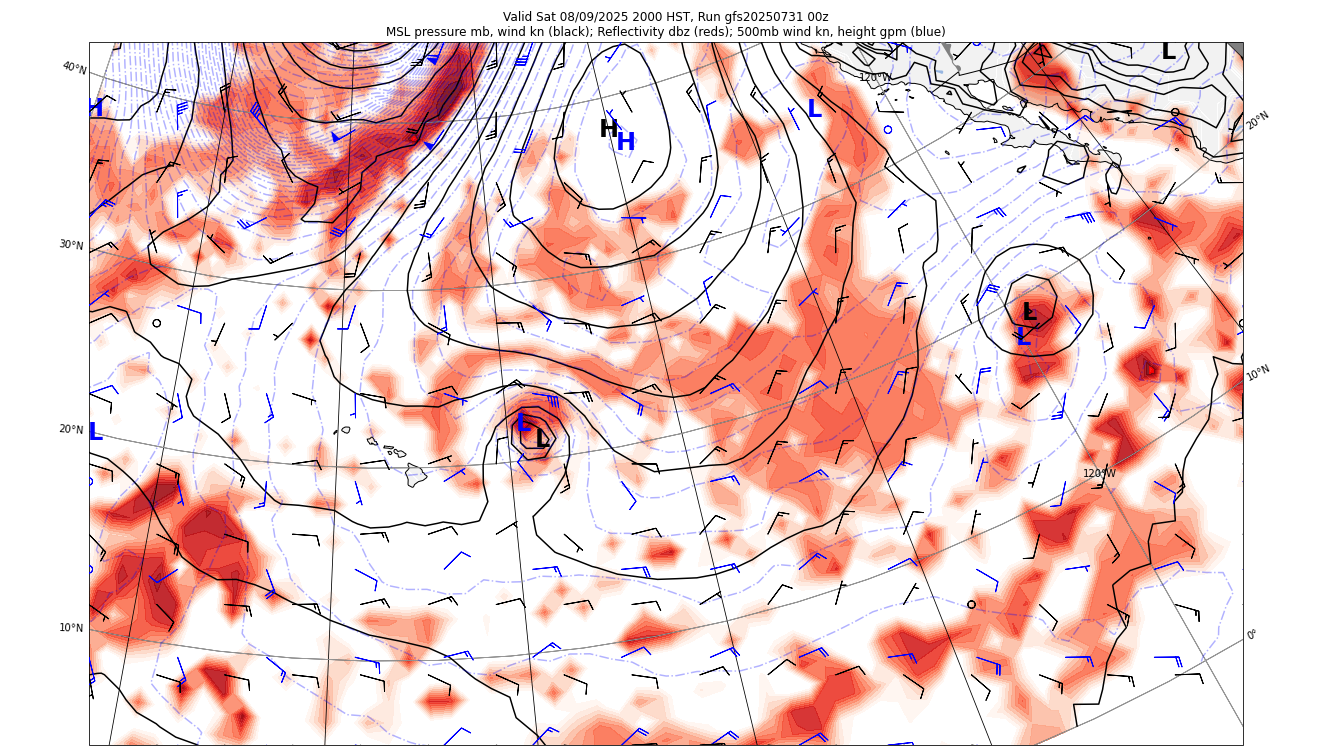 Valid Sat 08/09/2025 2000 HST, Run gfs20250731 00z
MSL pressure mb, wind kn (black); Reflectivity dbz (reds); 500mb wind kn, height gpm (blue)
L
40°N
120°W
H
L
20°N
H
H
30°N
L
L
10°N
20°N
L
L
L
120°W
10°N
0°